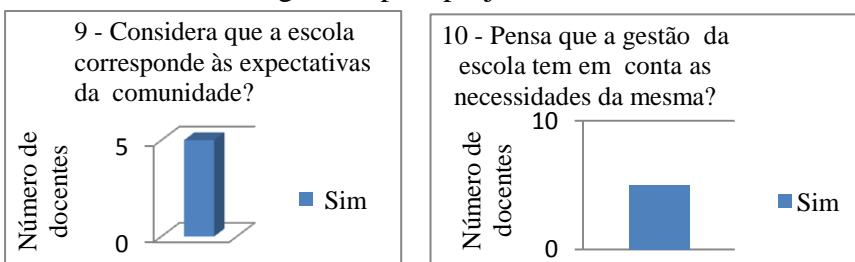 9 - Considera que a escola
corresponde às expectativas
da comunidade?
Número de
docentes
5
0
Sim
10 - Pensa que a gestão da
escola tem em conta as
necessidades da mesma?
Número de
docentes
10
0
Sim